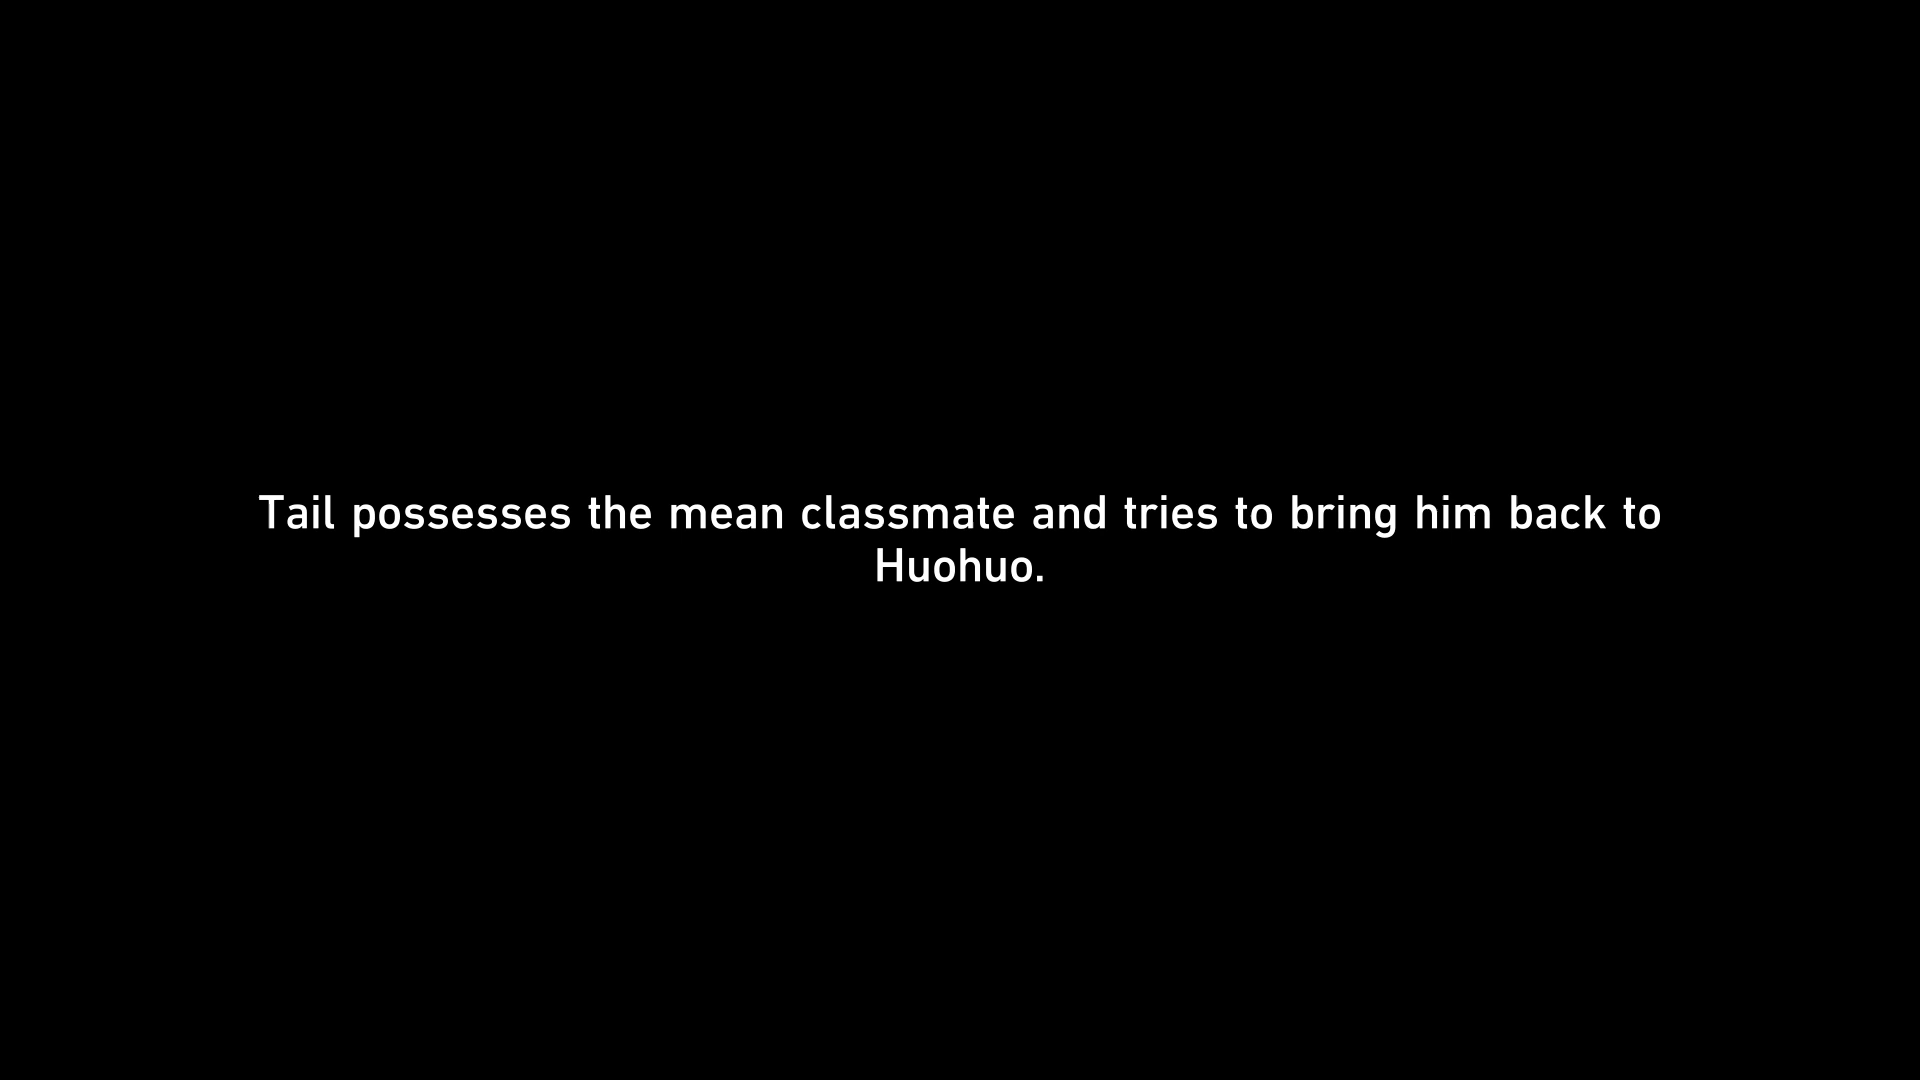 Tail possesses the mean classmate and tries to bring him back to
Huohuo.